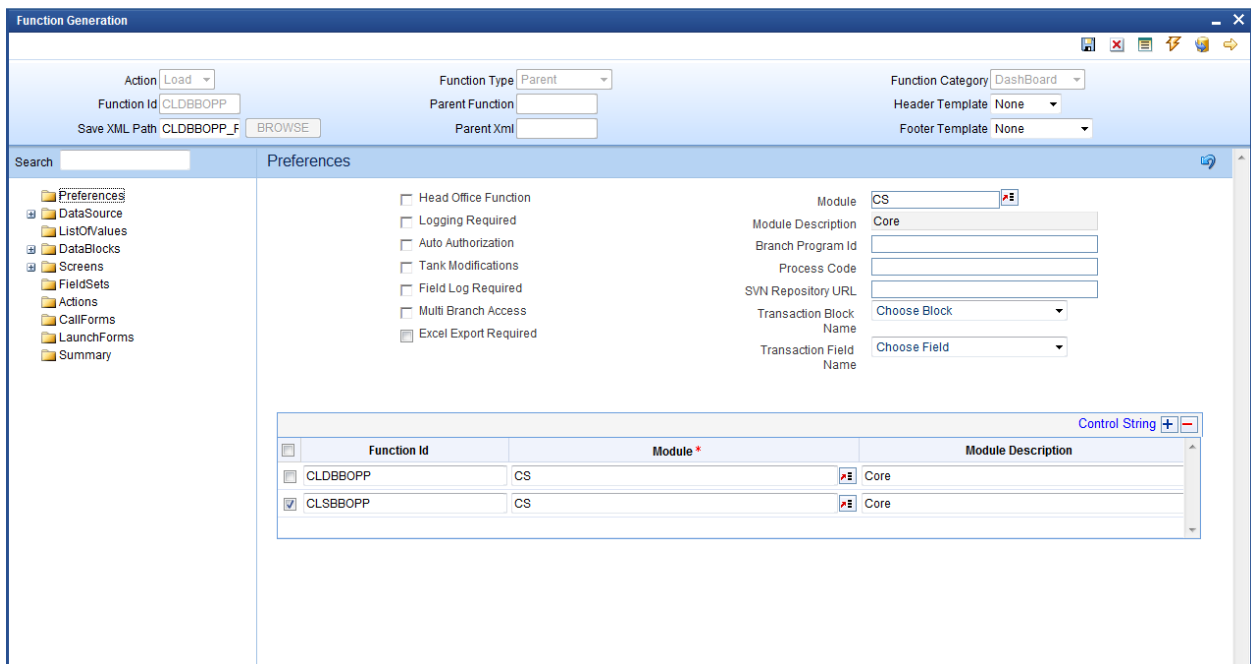 Function Generation
Action Load Function Type Parent Function Category DashBoard
Function Id CLDBBOPP Parent Function Header Template None
Save XML Path CLDBBOPP_F BROWSE Parent Xml Footer Template None
Search Preferences
Preferences
DataSource
ListOfValues
DataBlocks
Screens
FieldSets
Actions
CallForms
LaunchForms
Summary
Head Office Function
Logging Required
Auto Authorization
Tank Modifications
Field Log Required
Multi Branch Access
Excel Export Required
Module CS
Module Description Core
Branch Program Id
Process Code
SVN Repository URL
Transaction Block Choose Block
Name
Transaction Field Choose Field
Name
Control String
Function Id Module * Module Description
CLDBBOPP CS Core
CLSBBOPP CS Core